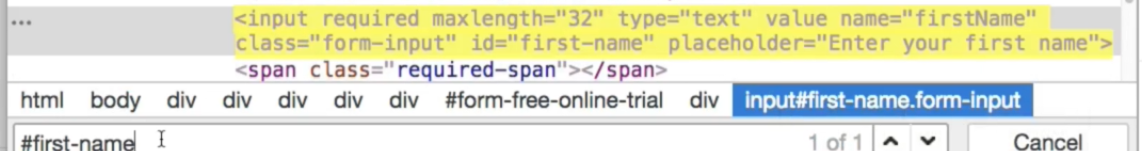 ... <input required maxlength="32" type="text" value name="firstName"
class="form-input" id="first-name" placeholder="Enter your first name">
<span class="required-span"></span>
html body div div div div div #form-free-online-trial div input#first-name.form-input
#first-name 1 of 1 Cancel